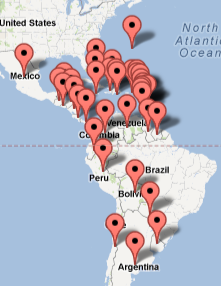 United States
North
Atlantic
Ocean
Mexico
Venezuela
Colombia
Peru
Brazil
Bolivia
Argentina